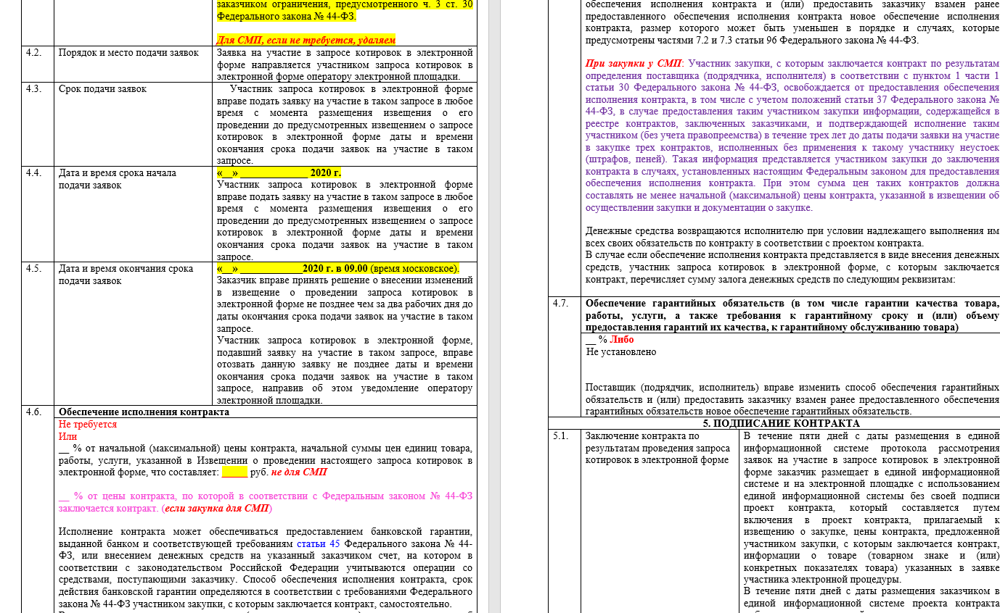 заказчиком ограничения, предусмотренного ч. 3 ст. 30
Федерального закона № 44-ФЗ.
Для СМП, если не требуется, удаляем
4.2. Порядок и место подачи заявок
Заявка на участие в запросе котировок в электронной
форме направляется участником запроса котировок в
электронной форме оператору электронной площадки.
4.3. Срок подачи заявок
Участник запроса котировок в электронной форме
вправе подать заявку на участие в таком запросе в любое
время с момента размещения извещения о его
проведении до предусмотренных извещением о запросе
котировок в электронной форме даты и времени
окончания срока подачи заявок на участие в таком
запросе.
4.4. Дата и время срока начала
подачи заявок
«__» _____________ 2020 г.
Участник запроса котировок в электронной форме
вправе подать заявку на участие в таком запросе в любое
время с момента размещения извещения о его
проведении до предусмотренных извещением о запросе
котировок в электронной форме даты и времени
окончания срока подачи заявок на участие в таком
запросе.
4.5. Дата и время окончания срока
подачи заявок
«__» ____________2020 г. в 09.00 (время московское).
Заказчик вправе принять решение о внесении изменений
в извещение о проведении запроса котировок в
электронной форме не позднее чем за два рабочих дня до
даты окончания срока подачи заявок на участие в таком
запросе.
Участник запроса котировок в электронной форме,
подавший заявку на участие в таком запросе, вправе
отозвать данную заявку не позднее даты и времени
окончания срока подачи заявок на участие в таком
запросе, направив об этом уведомление оператору
электронной площадки.
4.6. Обеспечение исполнения контракта
Не требуется
Или
__ % от начальной (максимальной) цены контракта, начальной суммы цен единиц товара,
работы, услуги, указанной в Извещении о проведении настоящего запроса котировок в
электронной форме, что составляет: _____ руб. не для СМП
__ % от цены контракта, по которой в соответствии с Федеральным законом № 44-ФЗ
заключается контракт. (если закупка для СМП)
Исполнение контракта может обеспечиваться предоставлением банковской гарантии,
выданной банком и соответствующей требованиям статьи 45 Федерального закона № 44-
ФЗ, или внесением денежных средств на указанный заказчиком счет, на котором в
соответствии с законодательством Российской Федерации учитываются операции со
средствами, поступающими заказчику. Способ обеспечения исполнения контракта, срок
действия банковской гарантии определяются в соответствии с требованиями Федерального
закона № 44-ФЗ участником закупки, с которым заключается контракт, самостоятельно.
обеспечения исполнения контракта и (или) предоставить заказчику взамен ранее
предоставленного обеспечения исполнения контракта новое обеспечение исполнения
контракта, размер которого может быть уменьшен в порядке и случаях, которые
предусмотрены частями 7.2 и 7.3 статьи 96 Федерального закона № 44-ФЗ.
При закупки у СМП: Участник закупки, с которым заключается контракт по результатам
определения поставщика (подрядчика, исполнителя) в соответствии с пунктом 1 части 1
статьи 30 Федерального закона № 44-ФЗ, освобождается от предоставления обеспечения
исполнения контракта, в том числе с учетом положений статьи 37 Федерального закона №
44-ФЗ, в случае предоставления таким участником закупки информации, содержащейся в
реестре контрактов, заключенных заказчиками, и подтверждающей исполнение таким
участником (без учета правопреемства) в течение трех лет до даты подачи заявки на участие
в закупке трех контрактов, исполненных без применения к такому участнику неустоек
(штрафов, пеней). Такая информация представляется участником закупки до заключения
контракта в случаях, установленных настоящим Федеральным законом для предоставления
обеспечения исполнения контракта. При этом сумма цен таких контрактов должна
составлять не менее начальной (максимальной) цены контракта, указанной в извещении об
осуществлении закупки и документации о закупке.
Денежные средства возвращаются исполнителю при условии надлежащего выполнения им
всех своих обязательств по контракту в соответствии с проектом контракта.
В случае если обеспечение исполнения контракта представляется в виде внесения денежных
средств, участник запроса котировок в электронной форме, с которым заключается
контракт, перечисляет сумму залога денежных средств по следующим реквизитам:
4.7. Обеспечение гарантийных обязательств (в том числе гарантии качества товара,
работы, услуги, а также требования к гарантийному сроку и (или) объему
предоставления гарантий их качества, к гарантийному обслуживанию товара)
__ % Либо
Не установлено
Поставщик (подрядчик, исполнитель) вправе изменить способ обеспечения гарантийных
обязательств и (или) предоставить заказчику взамен ранее предоставленного обеспечения
гарантийных обязательств новое обеспечение гарантийных обязательств.
5. ПОДПИСАНИЕ КОНТРАКТА
5.1. Заключение контракта по
результатам проведения запроса
котировок в электронной форме
В течение пяти дней с даты размещения в единой
информационной системе протокола рассмотрения
заявок на участие в запросе котировок в электронной
форме заказчик размещает в единой информационной
системе и на электронной площадке с использованием
единой информационной системы без своей подписи
проект контракта, который составляется путем
включения в проект контракта, прилагаемый к
извещению о закупке, цены контракта, предложенной
участником закупки, с которым заключается контракт,
информации о товаре (товарном знаке и (или)
конкретных показателях товара) указанных в заявке
участника электронной процедуры.
В течение пяти дней с даты размещения заказчиком в
единой информационной системе проекта контракта